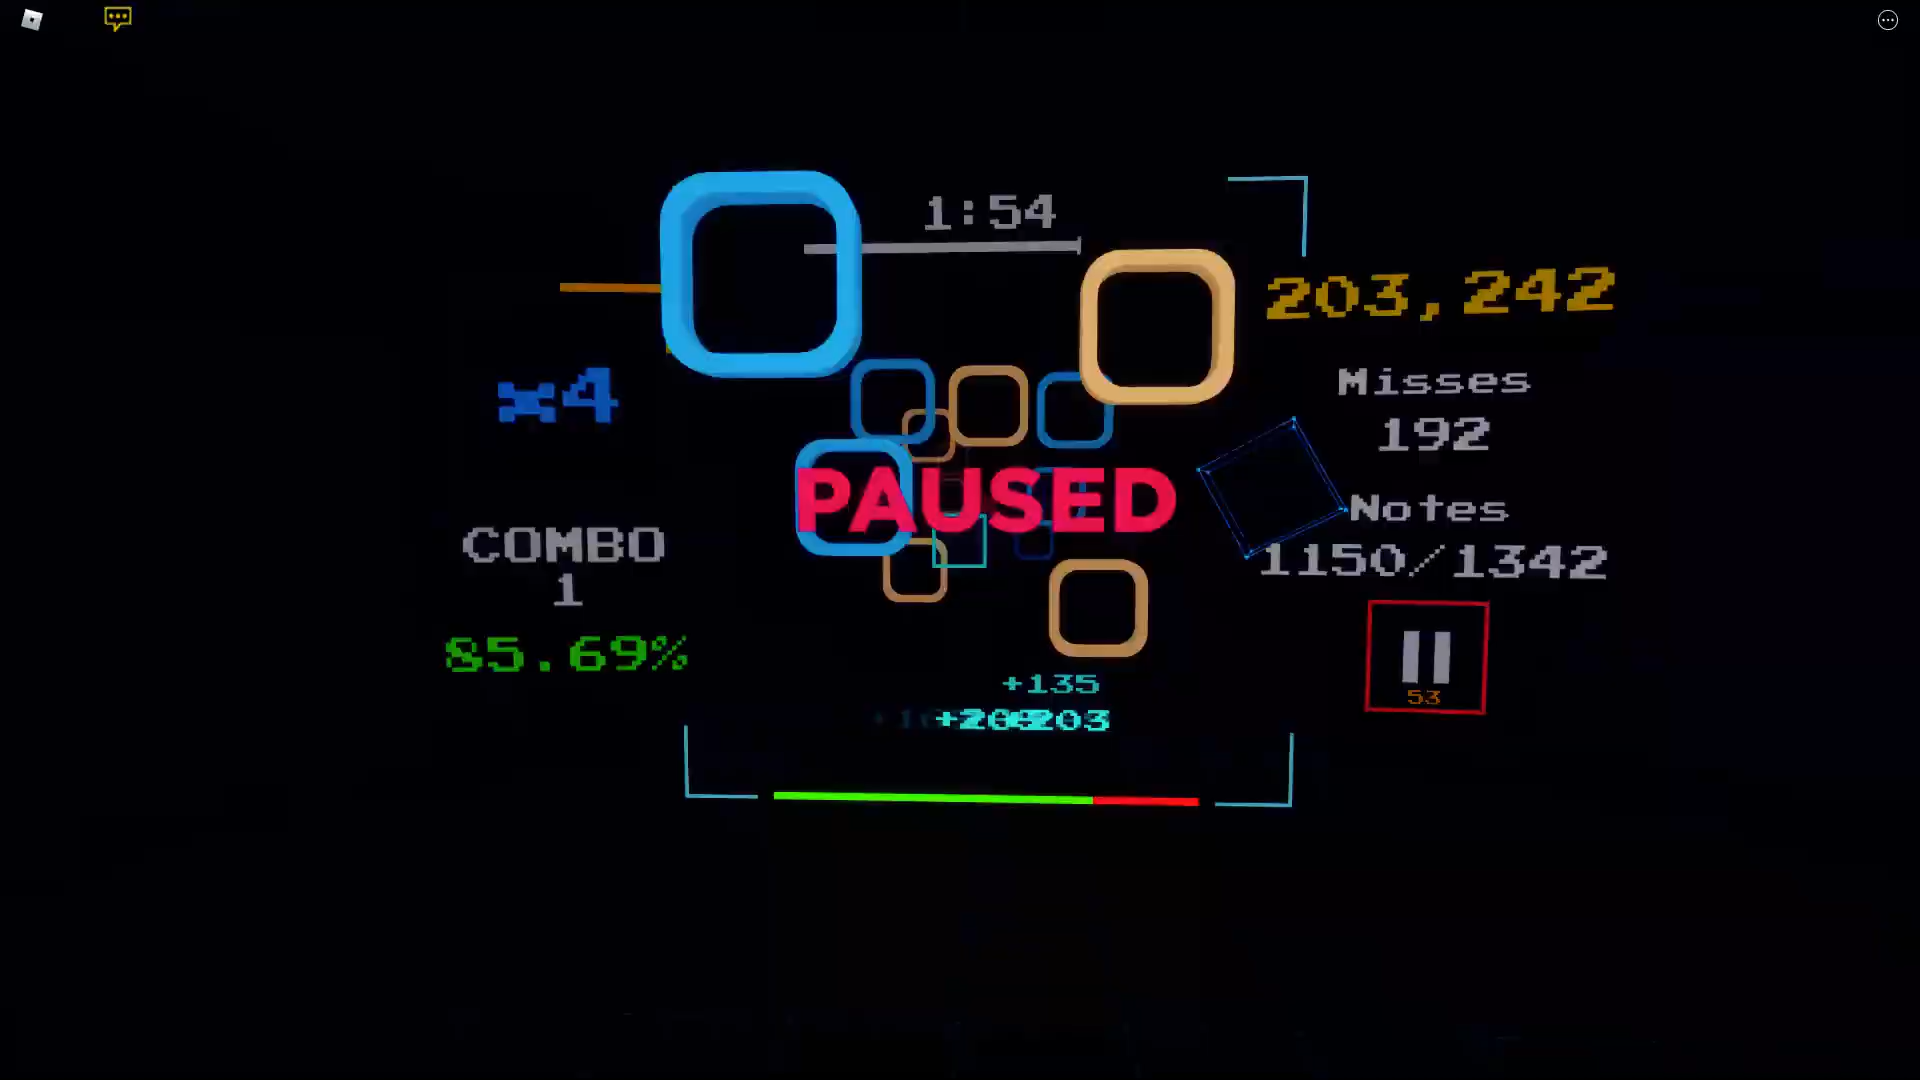 1:54
203,242
x4
Misses
192
PAUSED
Notes
1150/1342
COMBO
1
85.69%
53
+135